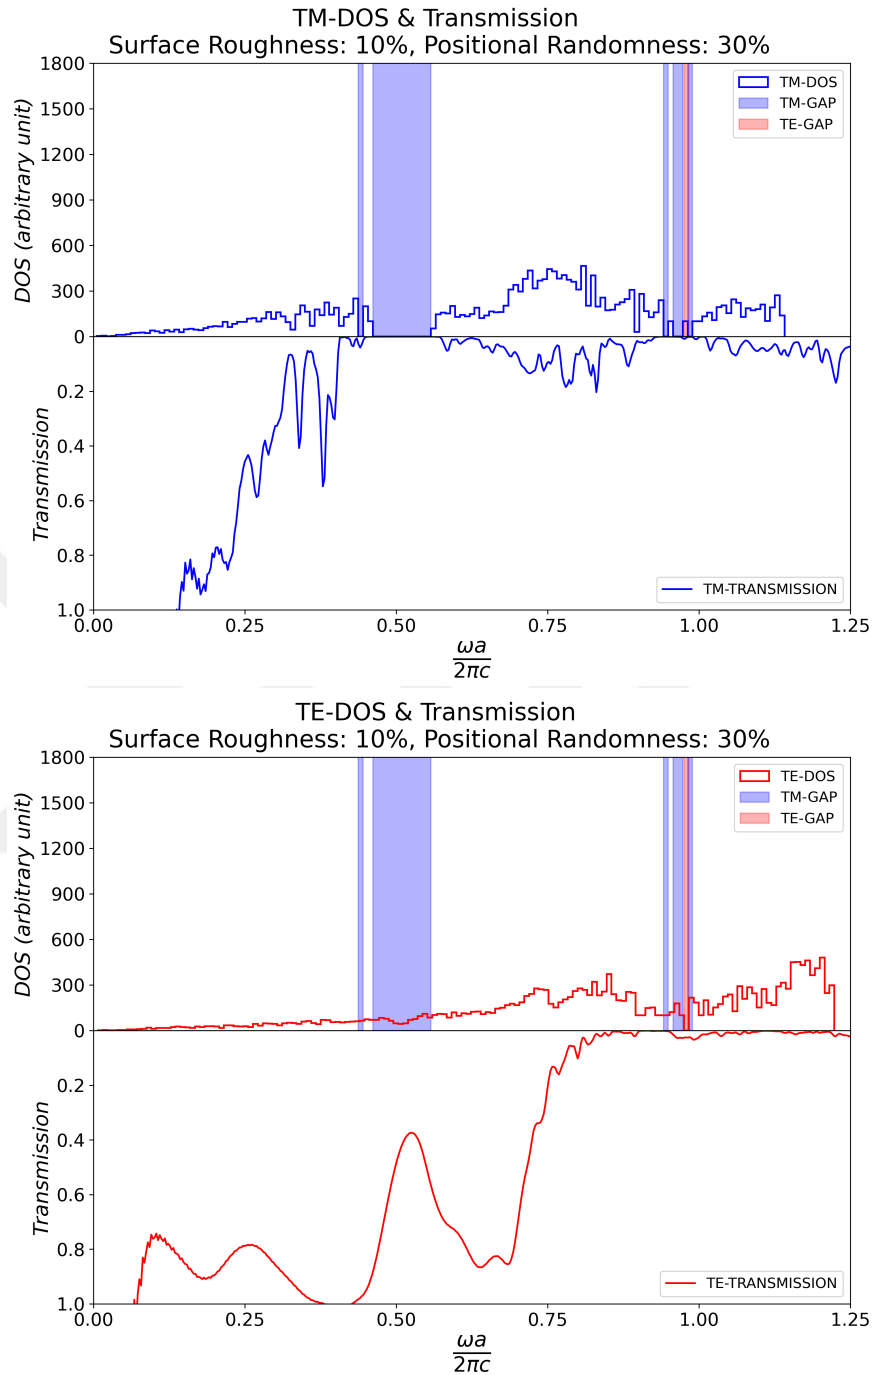 TM-DOS & Transmission
Surface Roughness: 10%, Positional Randomness: 30%
1800
1500
1200
900
600
300
0
DOS (arbitrary unit)
TM-DOS
TM-GAP
TE-GAP
0.2
0.4
0.6
0.8
1.0
Transmission
TM-TRANSMISSION
0.00 0.25 0.50 0.75 1.00 1.25
ωa
2πc
TE-DOS & Transmission
Surface Roughness: 10%, Positional Randomness: 30%
1800
1500
1200
900
600
300
0
DOS (arbitrary unit)
TE-DOS
TM-GAP
TE-GAP
0.2
0.4
0.6
0.8
1.0
Transmission
TE-TRANSMISSION
0.00 0.25 0.50 0.75 1.00 1.25
ωa
2πc